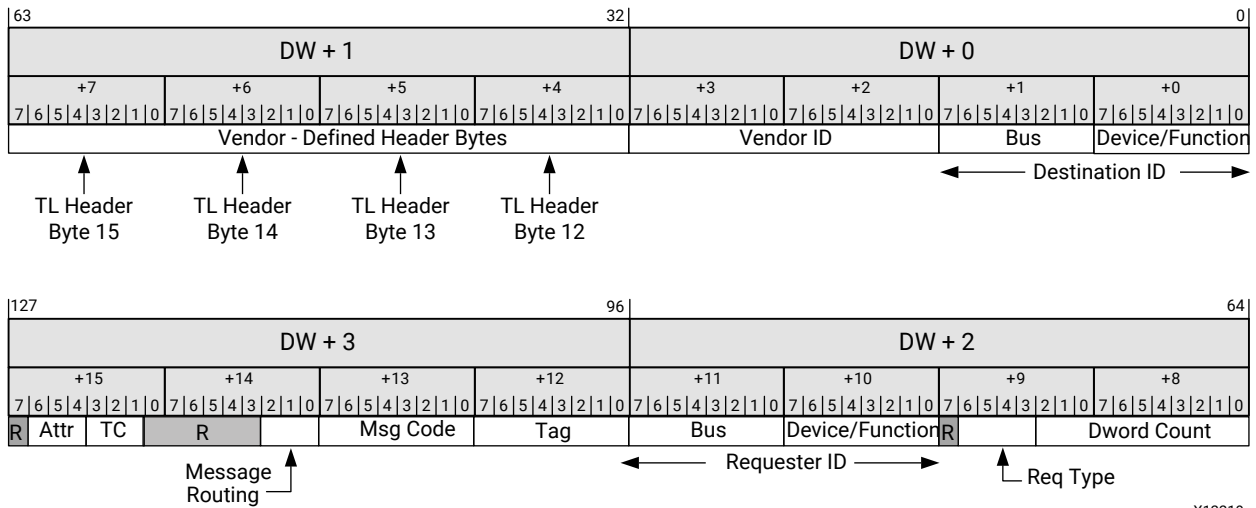 63 32 0
DW + 1 DW + 0
+7 +6 +5 +4 +3 +2 +1 +0
7 6 5 4 3 2 1 0 7 6 5 4 3 2 1 0 7 6 5 4 3 2 1 0 7 6 5 4 3 2 1 0 7 6 5 4 3 2 1 0 7 6 5 4 3 2 1 0 7 6 5 4 3 2 1 0 7 6 5 4 3 2 1 0
Vendor - Defined Header Bytes Vendor ID Bus Device/Function
Destination ID
TL Header TL Header TL Header TL Header
Byte 15 Byte 14 Byte 13 Byte 12
127 96 64
DW + 3 DW + 2
+15 +14 +13 +12 +11 +10 +9 +8
7 6 5 4 3 2 1 0 7 6 5 4 3 2 1 0 7 6 5 4 3 2 1 0 7 6 5 4 3 2 1 0 7 6 5 4 3 2 1 0 7 6 5 4 3 2 1 0 7 6 5 4 3 2 1 0 7 6 5 4 3 2 1 0
R Attr TC R Msg Code Tag Bus Device/Function R Dword Count
Message Requester ID Req Type
Routing